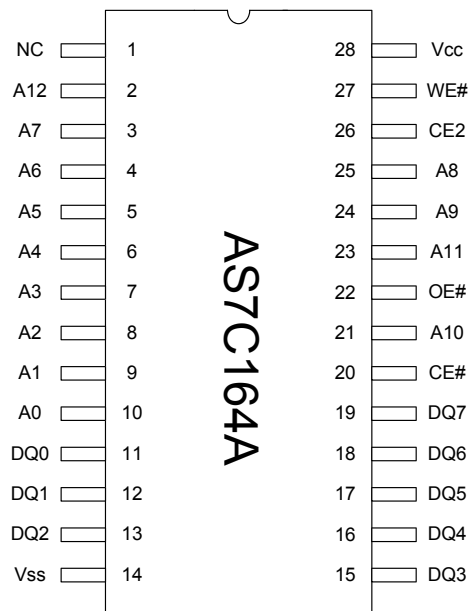 NC 1 28 Vcc
A12 2 27 WE#
A7 3 26 CE2
A6 4 25 A8
A5 5 24 A9
A4 6 23 A11
A3 7 22 OE#
A2 8 21 A10
A1 9 20 CE#
A0 10 19 DQ7
DQ0 11 18 DQ6
DQ1 12 17 DQ5
DQ2 13 16 DQ4
Vss 14 15 DQ3
AS7C164A